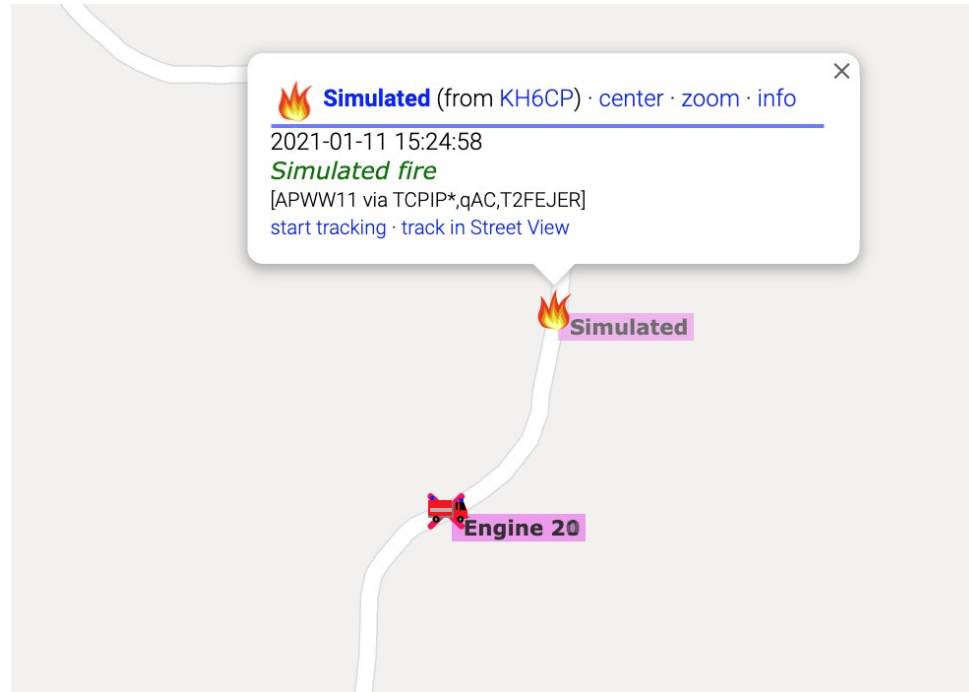 Simulated (from KH6CP) · center · zoom · info
2021-01-11 15:24:58
Simulated fire
[APWW11 via TCPIP*,qAC,T2FEJER]
start tracking · track in Street View
Simulated
Engine 20